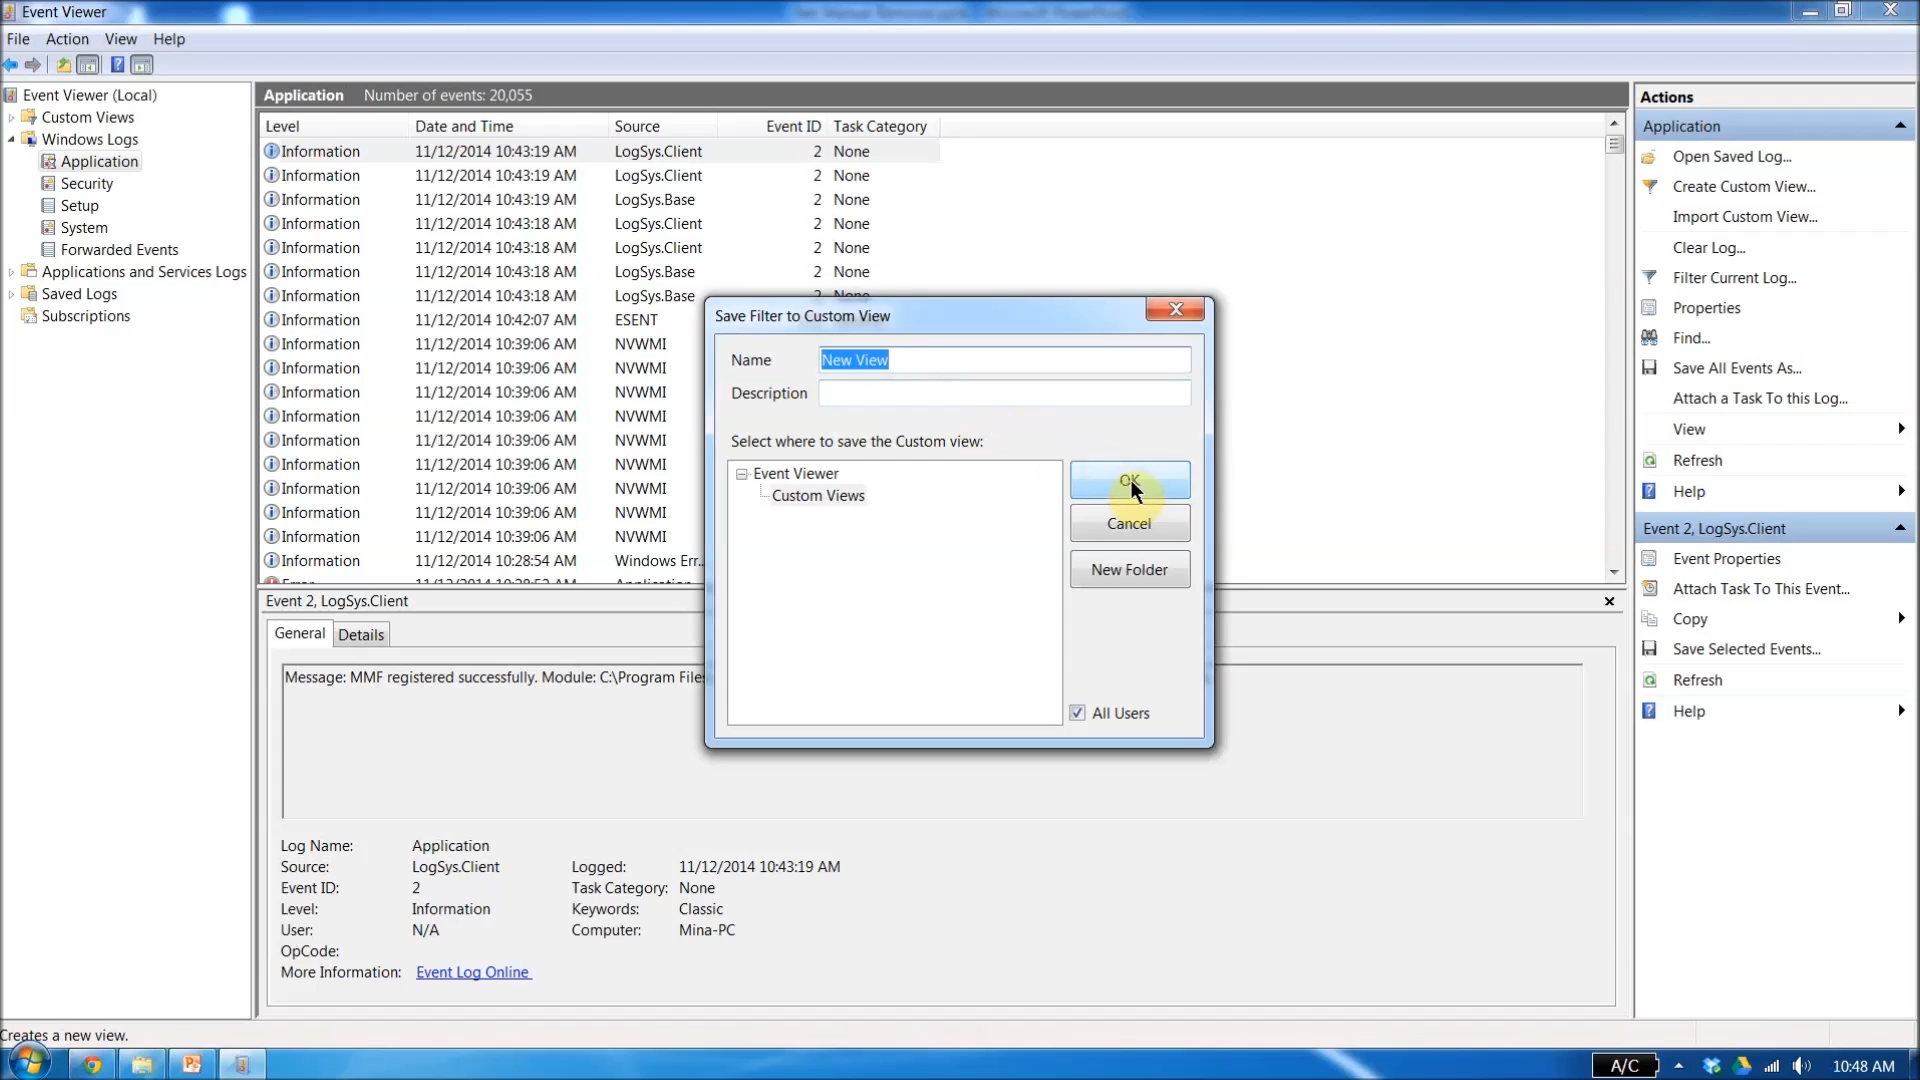 Event Viewer
File Action View Help
Event Viewer (Local)
Custom Views
Windows Logs
Application
Security
Setup
System
Forwarded Events
Applications and Services Logs
Saved Logs
Subscriptions
Application Number of events: 20,055
Level Date and Time Source Event ID Task Category
Information 11/12/2014 10:43:19 AM LogSys.Client 2 None
Information 11/12/2014 10:43:19 AM LogSys.Client 2 None
Information 11/12/2014 10:43:19 AM LogSys.Base 2 None
Information 11/12/2014 10:43:18 AM LogSys.Client 2 None
Information 11/12/2014 10:43:18 AM LogSys.Client 2 None
Information 11/12/2014 10:43:18 AM LogSys.Base 2 None
Information 11/12/2014 10:43:18 AM LogSys.Base 2 None
Information 11/12/2014 10:42:07 AM ESENT
Information 11/12/2014 10:39:06 AM NVWMI
Information 11/12/2014 10:39:06 AM NVWMI
Information 11/12/2014 10:39:06 AM NVWMI
Information 11/12/2014 10:39:06 AM NVWMI
Information 11/12/2014 10:39:06 AM NVWMI
Information 11/12/2014 10:39:06 AM NVWMI
Information 11/12/2014 10:39:06 AM NVWMI
Information 11/12/2014 10:39:06 AM NVWMI
Information 11/12/2014 10:39:06 AM NVWMI
Information 11/12/2014 10:28:54 AM Windows Err...
Error 11/12/2014 10:28:52 AM Application
Save Filter to Custom View
Name New View
Description
Select where to save the Custom view:
Event Viewer
Custom Views
OK
Cancel
New Folder
All Users
Event 2, LogSys.Client
General Details
Message: MMF registered successfully. Module: C:\Program Files
Log Name: Application
Source: LogSys.Client Logged: 11/12/2014 10:43:19 AM
Event ID: 2 Task Category: None
Level: Information Keywords: Classic
User: N/A Computer: Mina-PC
OpCode:
More Information: Event Log Online
Actions
Application
Open Saved Log...
Create Custom View...
Import Custom View...
Clear Log...
Filter Current Log...
Properties
Find...
Save All Events As...
Attach a Task To this Log...
View
Refresh
Help
Event 2, LogSys.Client
Event Properties
Attach Task To This Event...
Copy
Save Selected Events...
Refresh
Help
Creates a new view.
A/C 10:48 AM